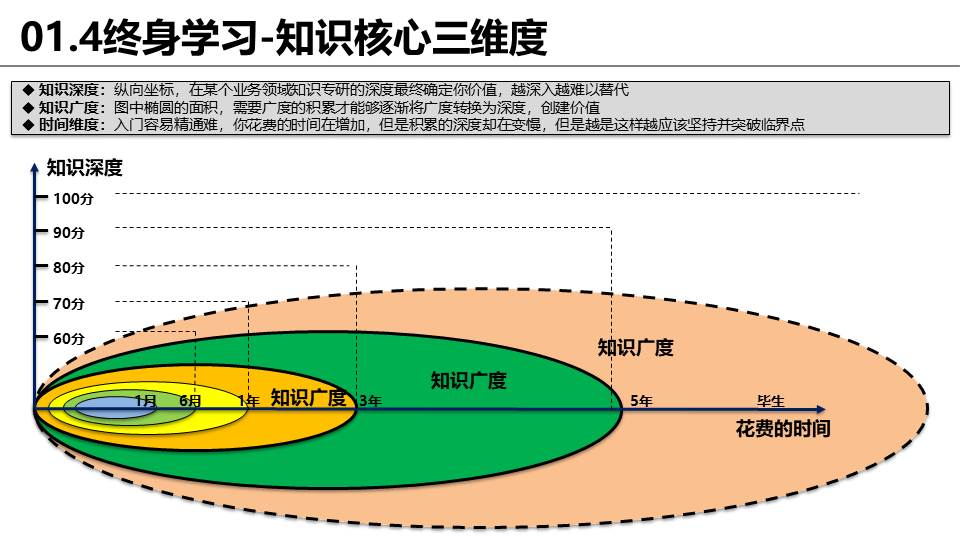 01.4终身学习-知识核心三维度
◆ 知识深度：纵向坐标，在某个业务领域知识专研的深度最终确定你价值，越深入越难以替代
◆ 知识广度：图中椭圆的面积，需要广度的积累才能够逐渐将广度转换为深度，创建价值
◆ 时间维度：入门容易精通难，你花费的时间在增加，但是积累的深度却在变慢，但是越是这样越应该坚持并突破临界点
知识深度
100分
90分
80分
70分
60分
知识广度
知识广度
知识广度
1月
6月
1年
3年
5年
毕生
花费的时间